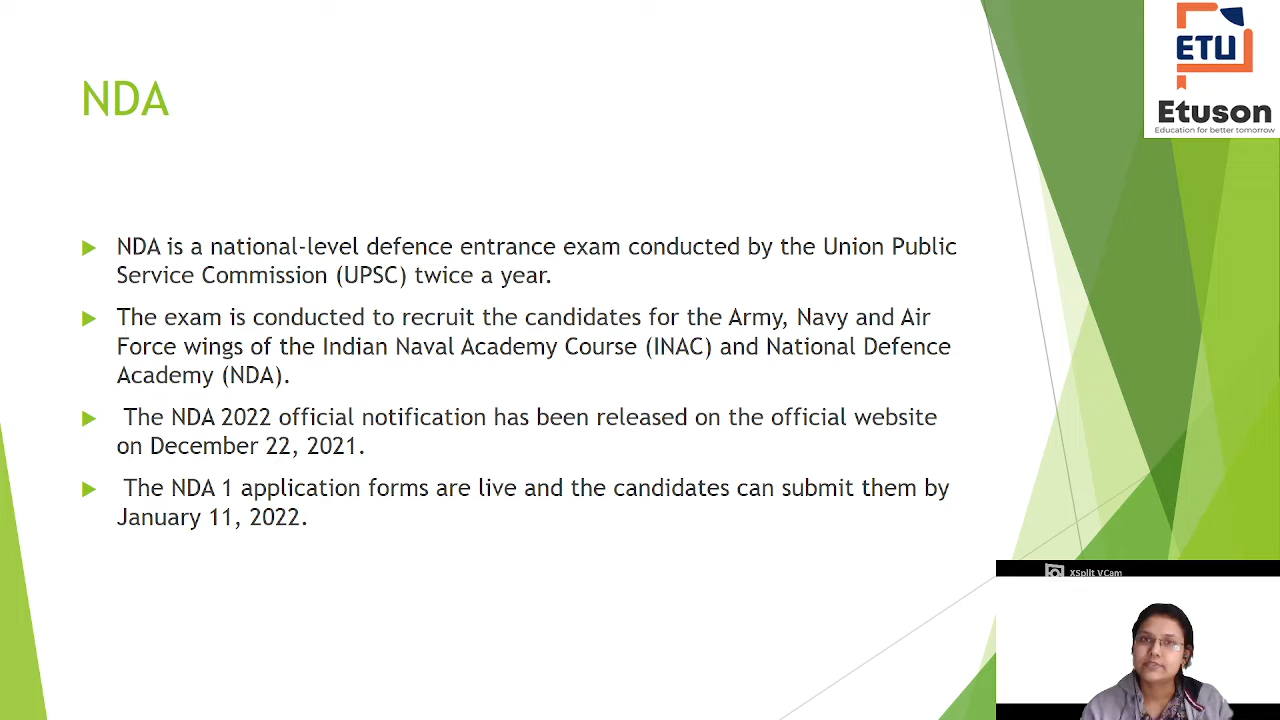 NDA
NDA is a national-level defence entrance exam conducted by the Union Public
Service Commission (UPSC) twice a year.
The exam is conducted to recruit the candidates for the Army, Navy and Air
Force wings of the Indian Naval Academy Course (INAC) and National Defence
Academy (NDA).
The NDA 2022 official notification has been released on the official website
on December 22, 2021.
The NDA 1 application forms are live and the candidates can submit them by
January 11, 2022.
ETU
Etuson
Education for better tomorrow
XSplit VCam